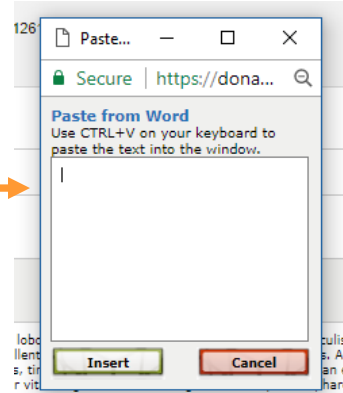 1261
Paste...
Secure https://dona...
Paste from Word
Use CTRL+V on your keyboard to
paste the text into the window.
Insert Cancel